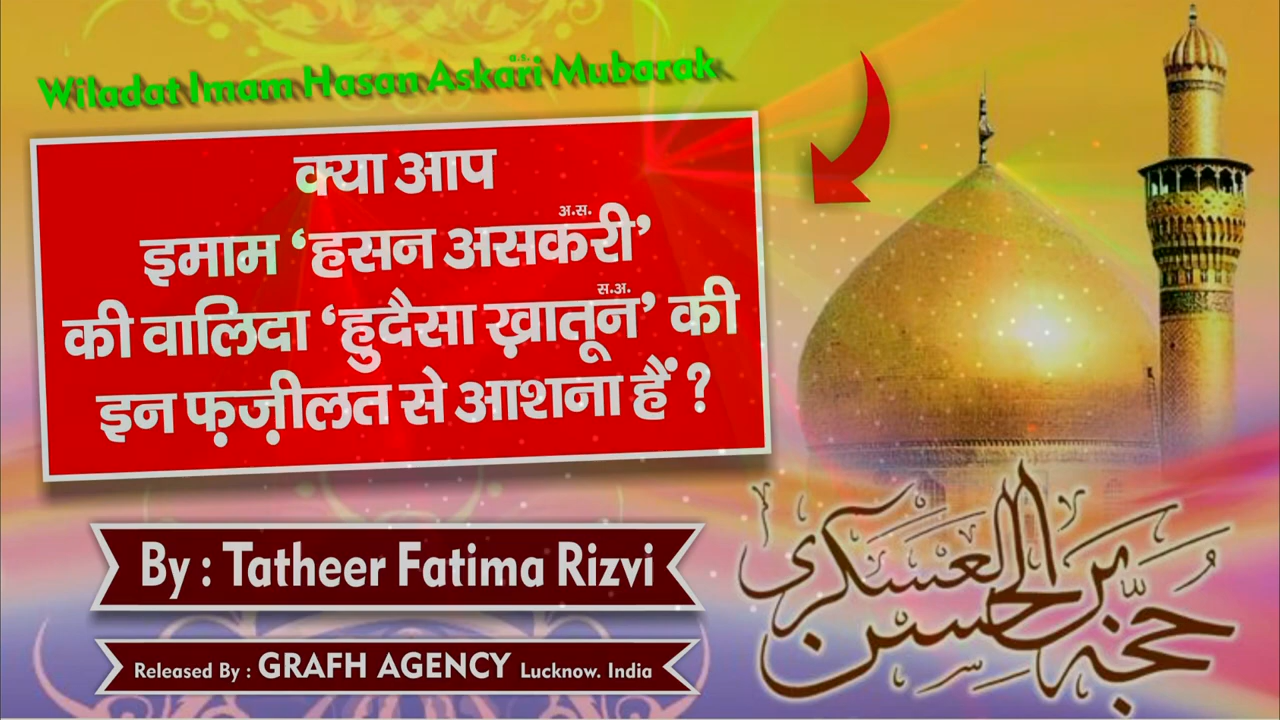 Wiladat Imam Hasan Askari a.s. Mubarak
क्या आप
इमाम ‘हसन असकरी अ.स.’
की वालिदा ‘हुदैसा ख़ातून स.अ.’ की
इन फ़ज़ीलत से आशना हैं ?
By : Tatheer Fatima Rizvi
Released By : GRAFH AGENCY Lucknow. India
حجّة بن الحسن العسكري